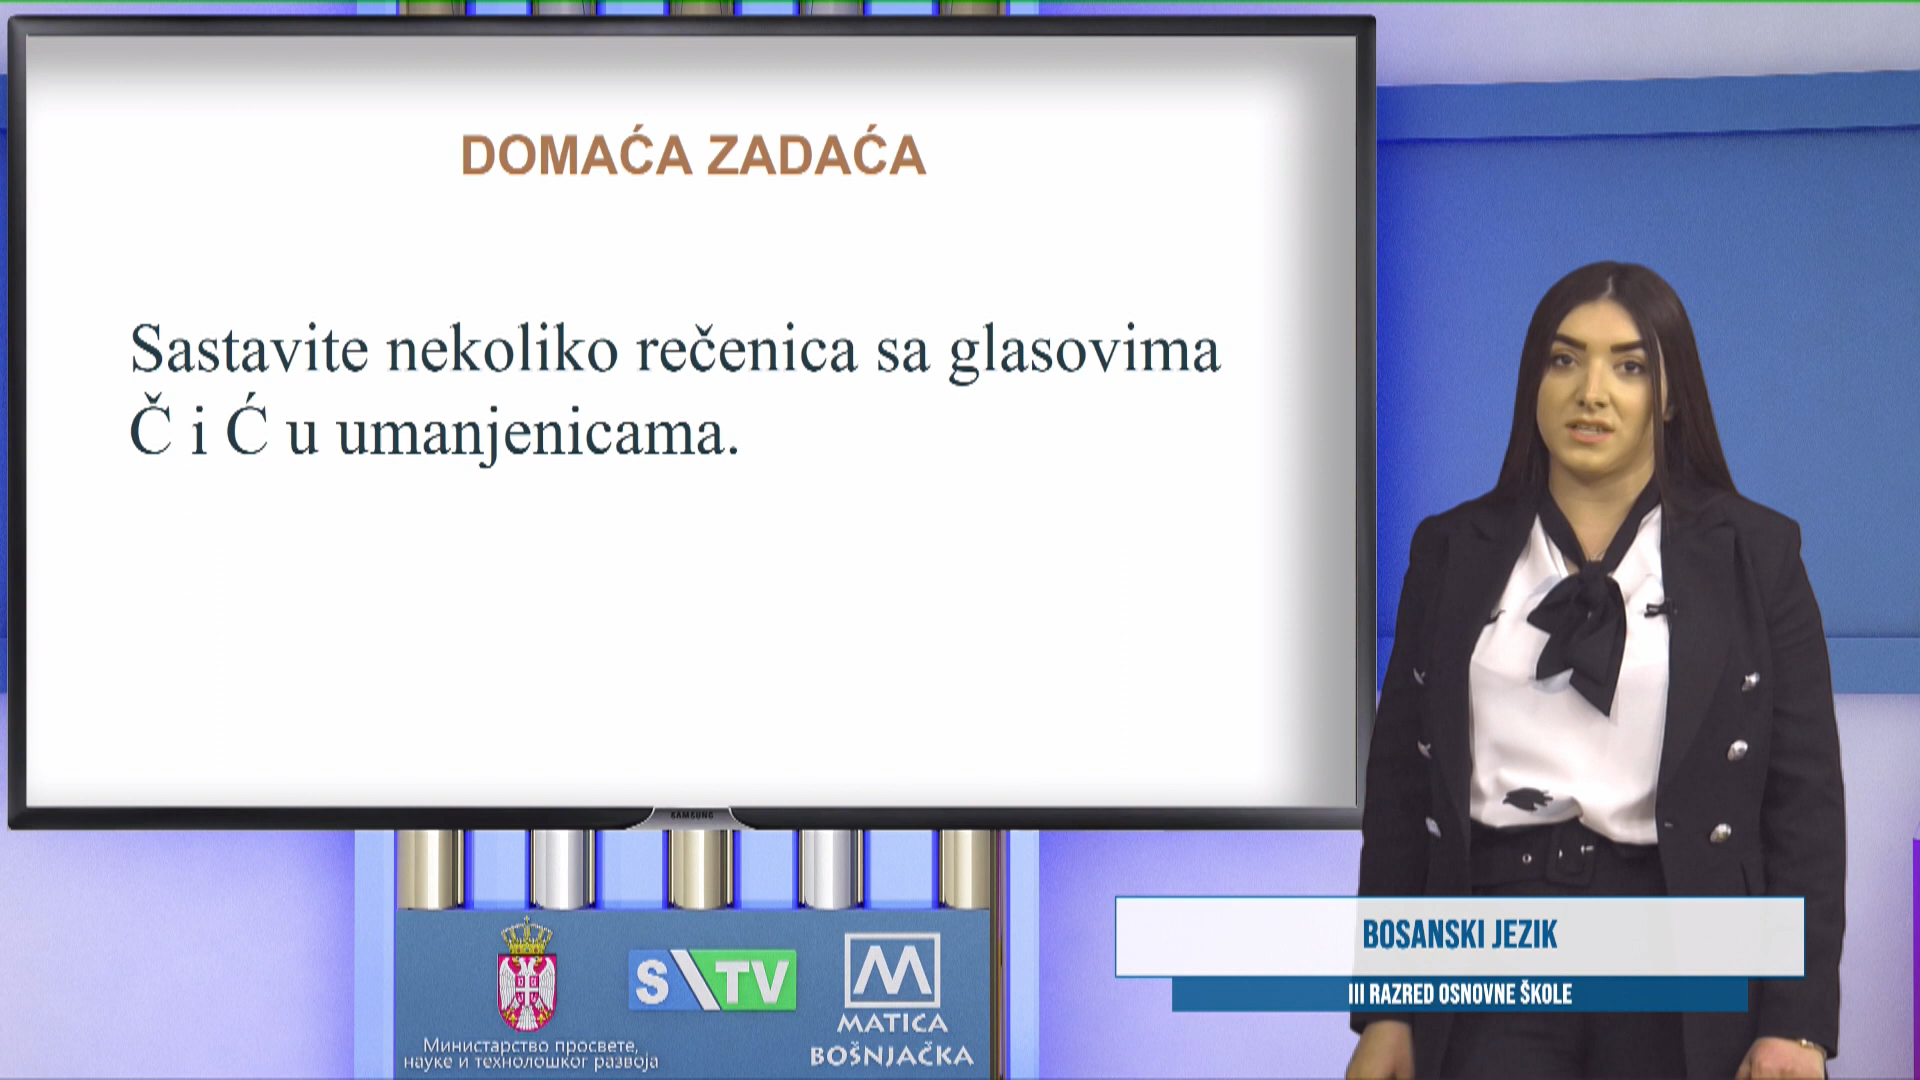 DOMAĆA ZADAĆA
Sastavite nekoliko rečenica sa glasovima
Č i Ć u umanjenicama.
SAMSUNG
BOSANSKI JEZIK
III RAZRED OSNOVNE ŠKOLE
S TV
MATICA
BOŠNJAČKA
Министарство просвете,
науке и технолошког развоја